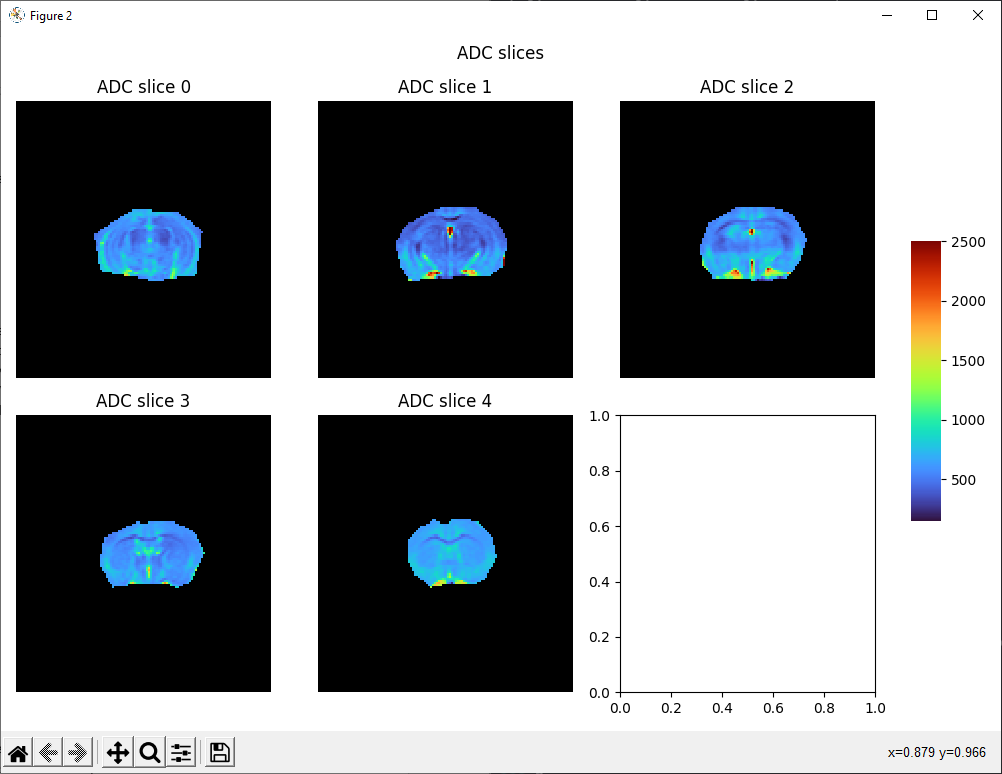 Figure 2
ADC slices
ADC slice 0
ADC slice 1
ADC slice 2
2500
2000
1500
1000
500
ADC slice 3
ADC slice 4
1.0
0.8
0.6
0.4
0.2
0.0
0.0 0.2 0.4 0.6 0.8 1.0
x=0.879 y=0.966